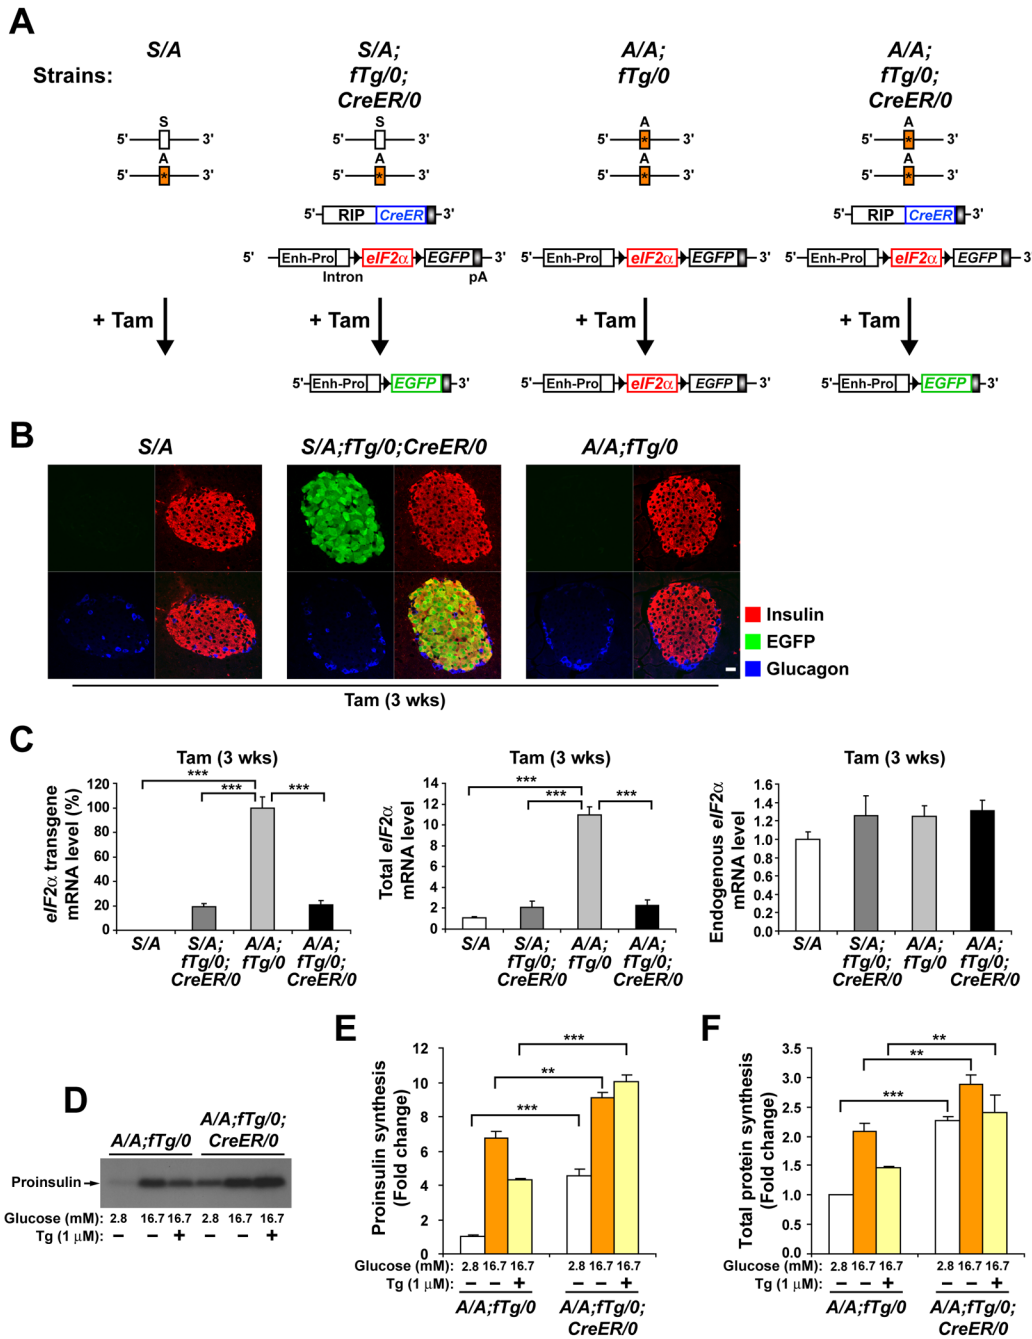 A
Strains:
S/A
S/A;
fTg/0;
CreER/0
A/A;
fTg/0
A/A;
fTg/0;
CreER/0
5' S 3'
5' A * 3'
5' S 3'
5' A * 3'
5' A * 3'
5' A * 3'
5' A * 3'
5' A * 3'
5' RIP CreER 3'
5' RIP CreER 3'
5' Enh-Pro eIF2α EGFP 3'
Intron pA
5' Enh-Pro eIF2α EGFP 3'
5' Enh-Pro eIF2α EGFP 3'
+ Tam
+ Tam
+ Tam
+ Tam
5' Enh-Pro EGFP 3'
5' Enh-Pro eIF2α EGFP 3'
5' Enh-Pro EGFP 3'
B
S/A
S/A;fTg/0;CreER/0
A/A;fTg/0
Insulin
EGFP
Glucagon
Tam (3 wks)
C
Tam (3 wks)
eIF2α transgene
mRNA level (%)
120
100
80
60
40
20
0
***
*** ***
S/A
S/A;
fTg/0;
CreER/0
A/A;
fTg/0
A/A;
fTg/0;
CreER/0
Tam (3 wks)
Total eIF2α
mRNA level
14
12
10
8
6
4
2
0
***
*** ***
S/A
S/A;
fTg/0;
CreER/0
A/A;
fTg/0
A/A;
fTg/0;
CreER/0
Tam (3 wks)
Endogenous eIF2α
mRNA level
1.6
1.4
1.2
1.0
0.8
0.6
0.4
0.2
0.0
S/A
S/A;
fTg/0;
CreER/0
A/A;
fTg/0
A/A;
fTg/0;
CreER/0
D
A/A;fTg/0
A/A;fTg/0;
CreER/0
Proinsulin
Glucose (mM): 2.8 16.7 16.7 2.8 16.7 16.7
Tg (1 μM): − − + − − +
E
Proinsulin synthesis
(Fold change)
12
10
8
6
4
2
0
***
**
***
Glucose (mM): 2.8 16.7 16.7 2.8 16.7 16.7
Tg (1 μM): − − + − − +
A/A;fTg/0
A/A;fTg/0;
CreER/0
F
Total protein synthesis
(Fold change)
3.5
3.0
2.5
2.0
1.5
1.0
0.5
0.0
**
**
***
Glucose (mM): 2.8 16.7 16.7 2.8 16.7 16.7
Tg (1 μM): − − + − − +
A/A;fTg/0
A/A;fTg/0;
CreER/0